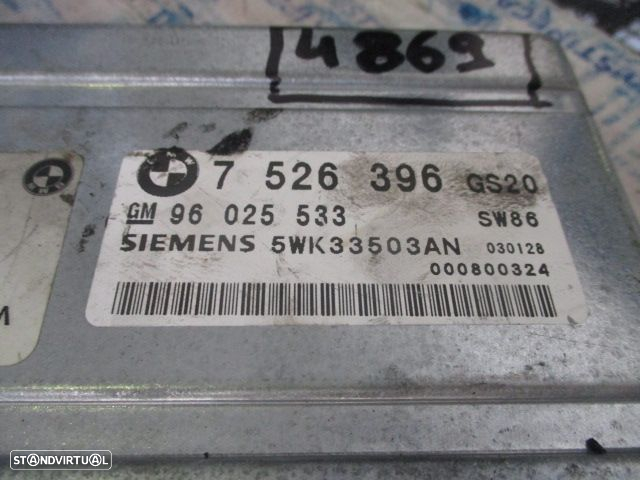 4869
7 526 396 GS20
GM 96 025 533 SW86
SIEMENS 5WK33503AN 030128
000800324
M
STANDVIRTUAL